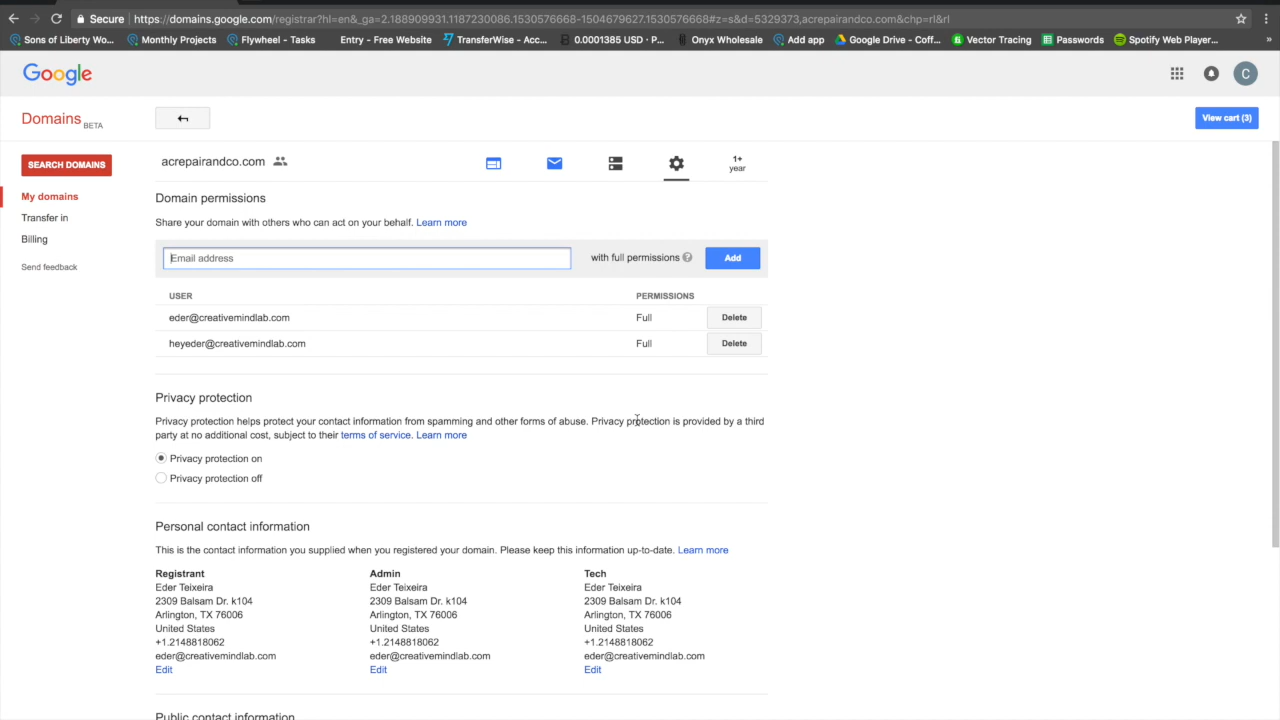 Secure https://domains.google.com/registrar?hl=en&_ga=2.188909931.1187230066.1530576668-1504679627.1530576668#z=s&d=5329373,acrepairandco.com&chp=rl&rl
Sons of Liberty Wo... Monthly Projects Flywheel - Tasks Entry - Free Website TransferWise - Acc... 0.0001385 USD · P... Onyx Wholesale Add app Google Drive - Coff... Vector Tracing Passwords Spotify Web Player... »
Google C
Domains BETA View cart (3)
SEARCH DOMAINS
My domains
Transfer in
Billing
Send feedback
acrepairandco.com 1+ year
Domain permissions
Share your domain with others who can act on your behalf. Learn more
Email address with full permissions ? Add
USER PERMISSIONS
eder@creativemindlab.com Full Delete
heyeder@creativemindlab.com Full Delete
Privacy protection
Privacy protection helps protect your contact information from spamming and other forms of abuse. Privacy protection is provided by a third
party at no additional cost, subject to their terms of service. Learn more
Privacy protection on
Privacy protection off
Personal contact information
This is the contact information you supplied when you registered your domain. Please keep this information up-to-date. Learn more
Registrant Admin Tech
Eder Teixeira Eder Teixeira Eder Teixeira
2309 Balsam Dr. k104 2309 Balsam Dr. k104 2309 Balsam Dr. k104
Arlington, TX 76006 Arlington, TX 76006 Arlington, TX 76006
United States United States United States
+1.2148818062 +1.2148818062 +1.2148818062
eder@creativemindlab.com eder@creativemindlab.com eder@creativemindlab.com
Edit Edit Edit
Public contact information